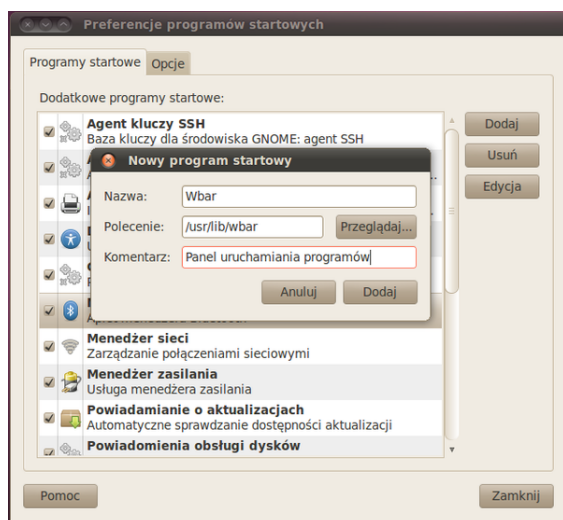 Preferencje programów startowych
Programy startowe Opcje
Dodatkowe programy startowe:
Agent kluczy SSH
Baza kluczy dla środowiska GNOME: agent SSH
Dodaj
Usuń
Edycja
Nowy program startowy
Nazwa: Wbar
Polecenie: /usr/lib/wbar Przeglądaj...
Komentarz: Panel uruchamiania programów
Anuluj Dodaj
Menedżer sieci
Zarządzanie połączeniami sieciowymi
Menedżer zasilania
Usługa menedżera zasilania
Powiadamianie o aktualizacjach
Automatyczne sprawdzanie dostępności aktualizacji
Powiadomienia obsługi dysków
Pomoc Zamknij